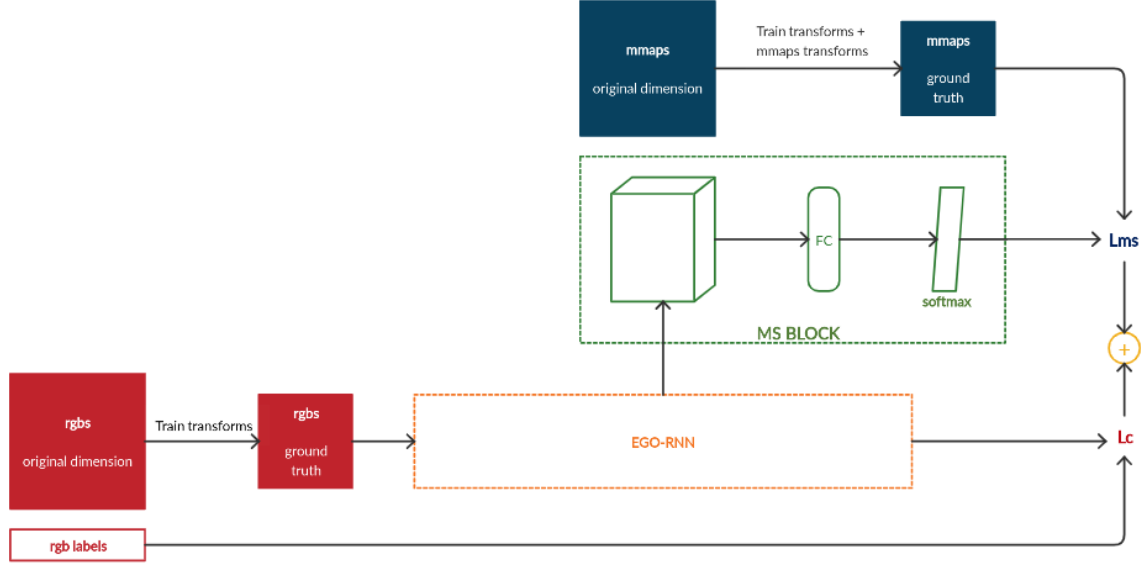 mmaps
original dimension
Train transforms +
mmaps transforms
mmaps
ground
truth
FC
softmax
MS BLOCK
Lms
+
rgbs
original dimension
Train transforms
rgbs
ground
truth
EGO-RNN
Lc
rgb labels